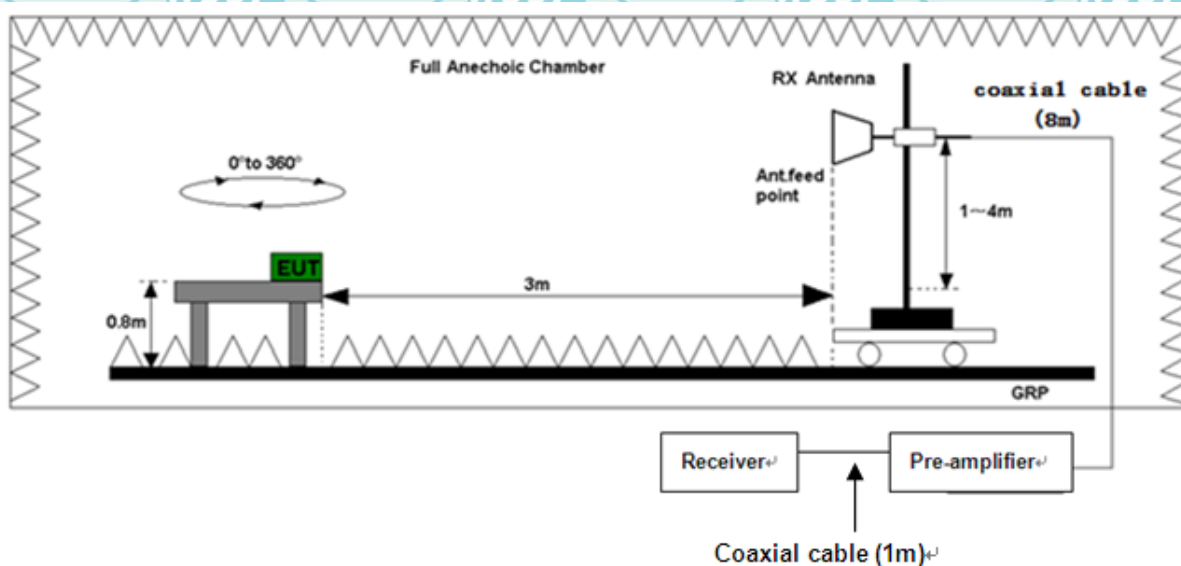 Full Anechoic Chamber
RX Antenna
coaxial cable
(8m)
0°to 360°
Ant.feed
point
1～4m
EUT
3m
0.8m
GRP
Receiver↵
Pre-amplifier↵
Coaxial cable (1m)↵